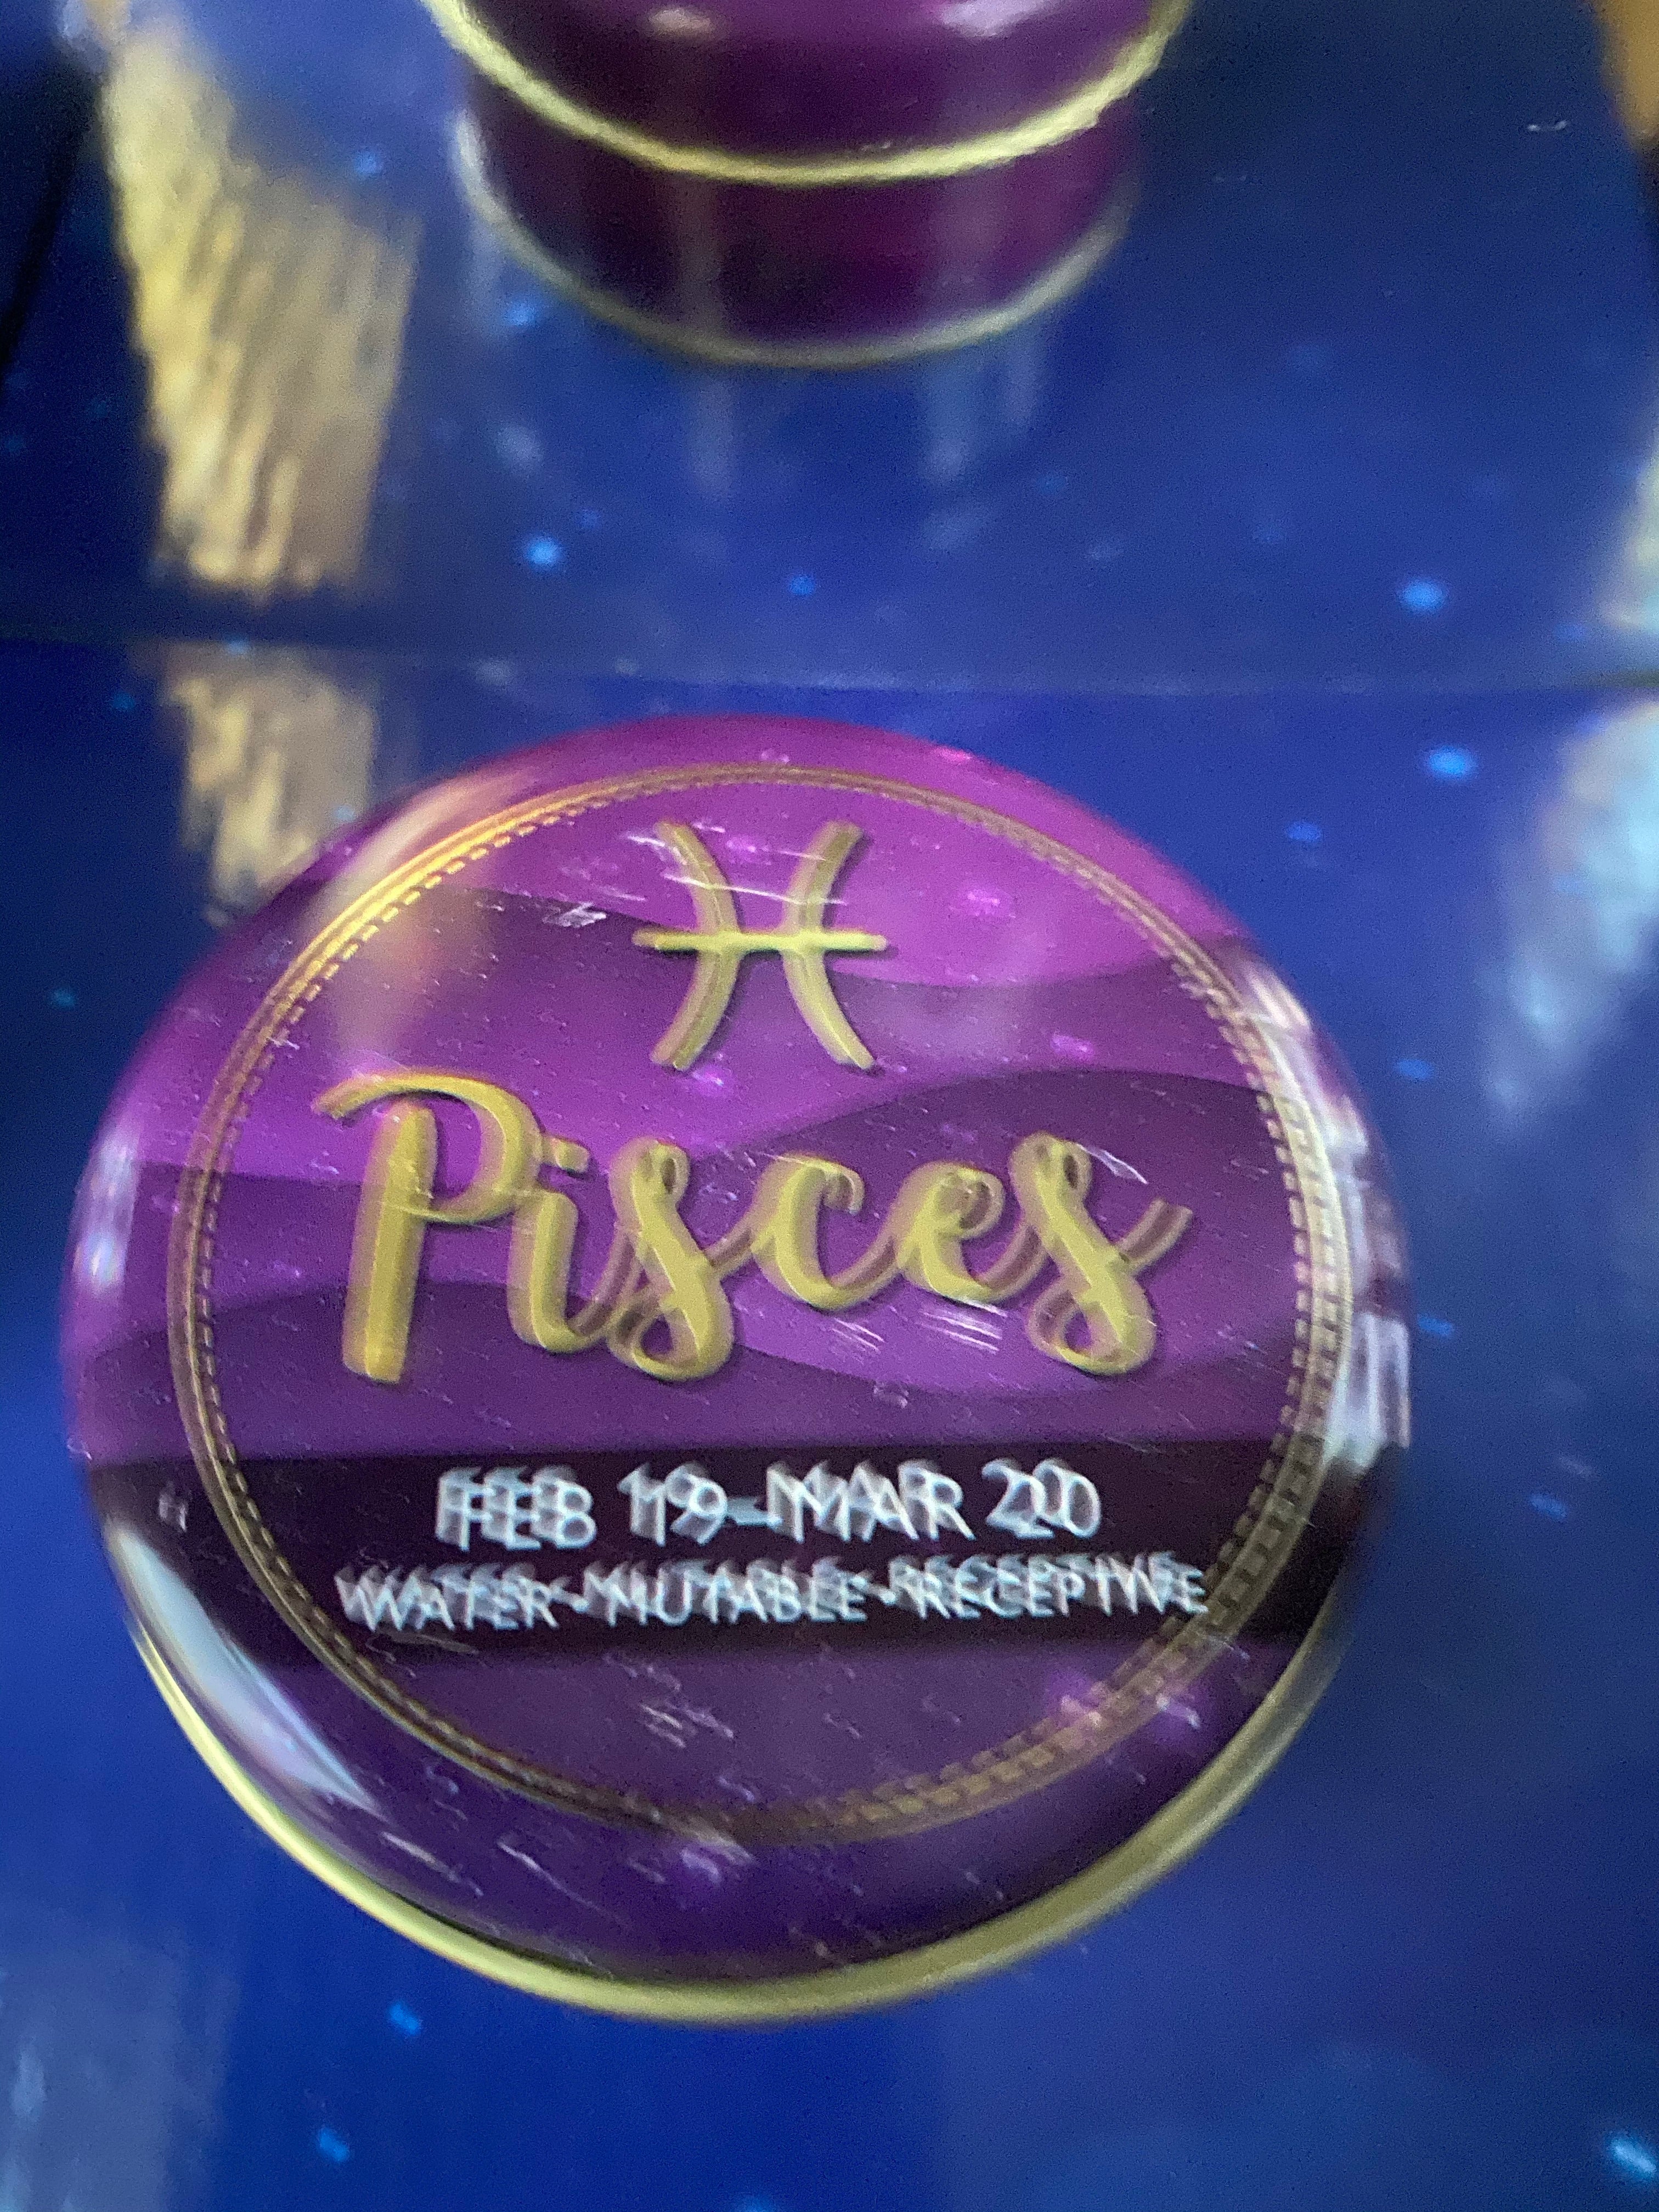 Pisces
FEB 19-MAR 20
WATER • MUTABLE • RECEPTIVE